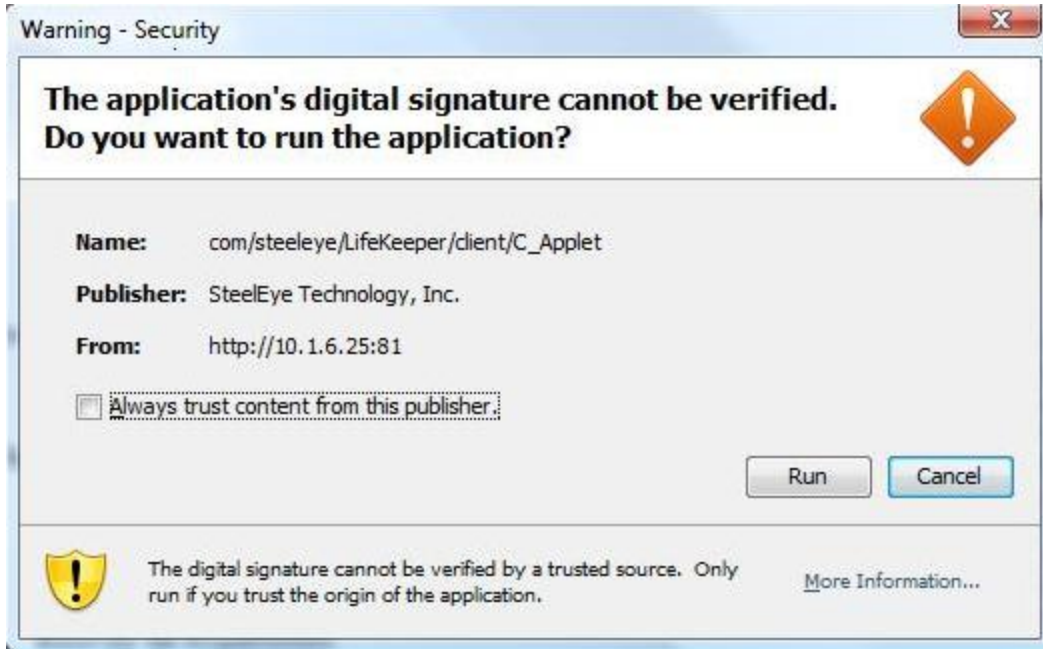 Warning - Security
The application's digital signature cannot be verified.
Do you want to run the application?
Name: com/steeleye/LifeKeeper/client/C_Applet
Publisher: SteelEye Technology, Inc.
From: http://10.1.6.25:81
Always trust content from this publisher.
Run Cancel
The digital signature cannot be verified by a trusted source. Only
run if you trust the origin of the application.
More Information...